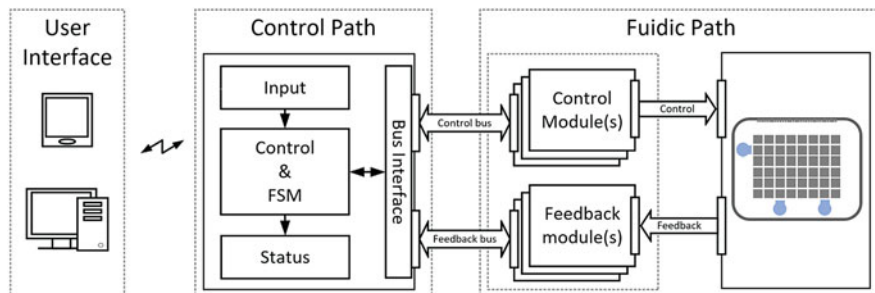 User
Interface
Control Path
Input
Control
&
FSM
Status
Bus Interface
Control bus
Feedback bus
Fuidic Path
Control
Module(s)
Feedback
module(s)
Control
Feedback